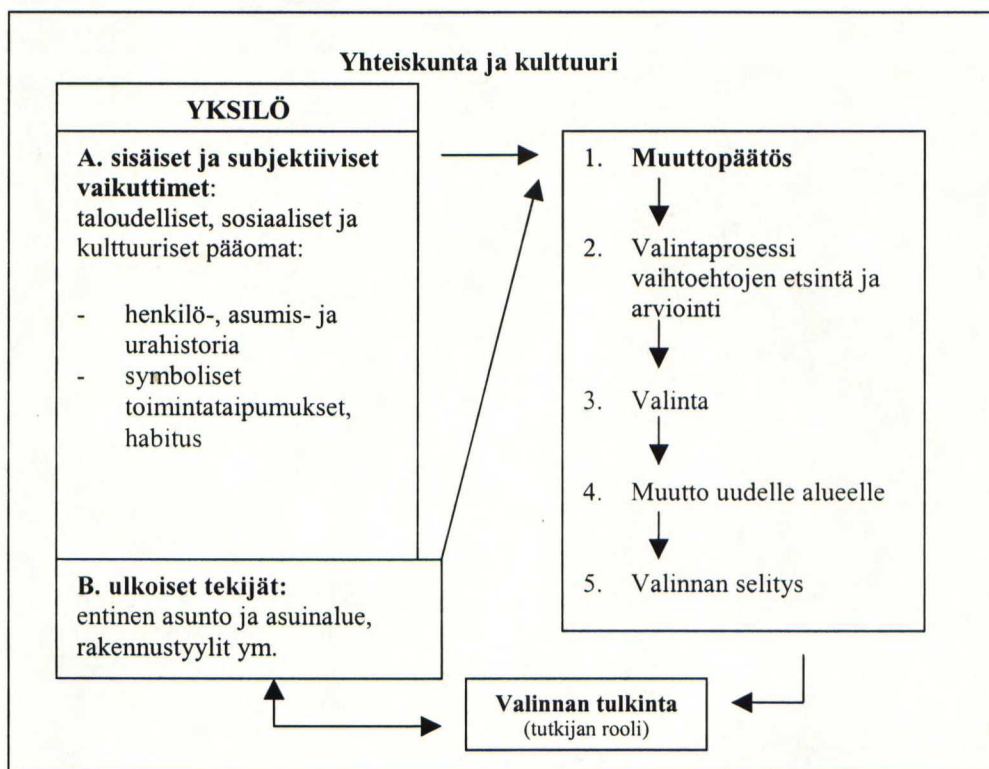 Yhteiskunta ja kulttuuri
YKSILÖ
A. sisäiset ja subjektiiviset
vaikuttimet:
taloudelliset, sosiaaliset ja
kulttuuriset pääomat:
- henkilö-, asumis- ja
urahistoria
- symboliset
toimintataipumukset,
habitus
B. ulkoiset tekijät:
entinen asunto ja asuinalue,
rakennustyylit ym.
1. Muuttopäätös
2. Valintaprosessi
vaihtoehtojen etsintä ja
arviointi
3. Valinta
4. Muutto uudelle alueelle
5. Valinnan selitys
Valinnan tulkinta
(tutkijan rooli)